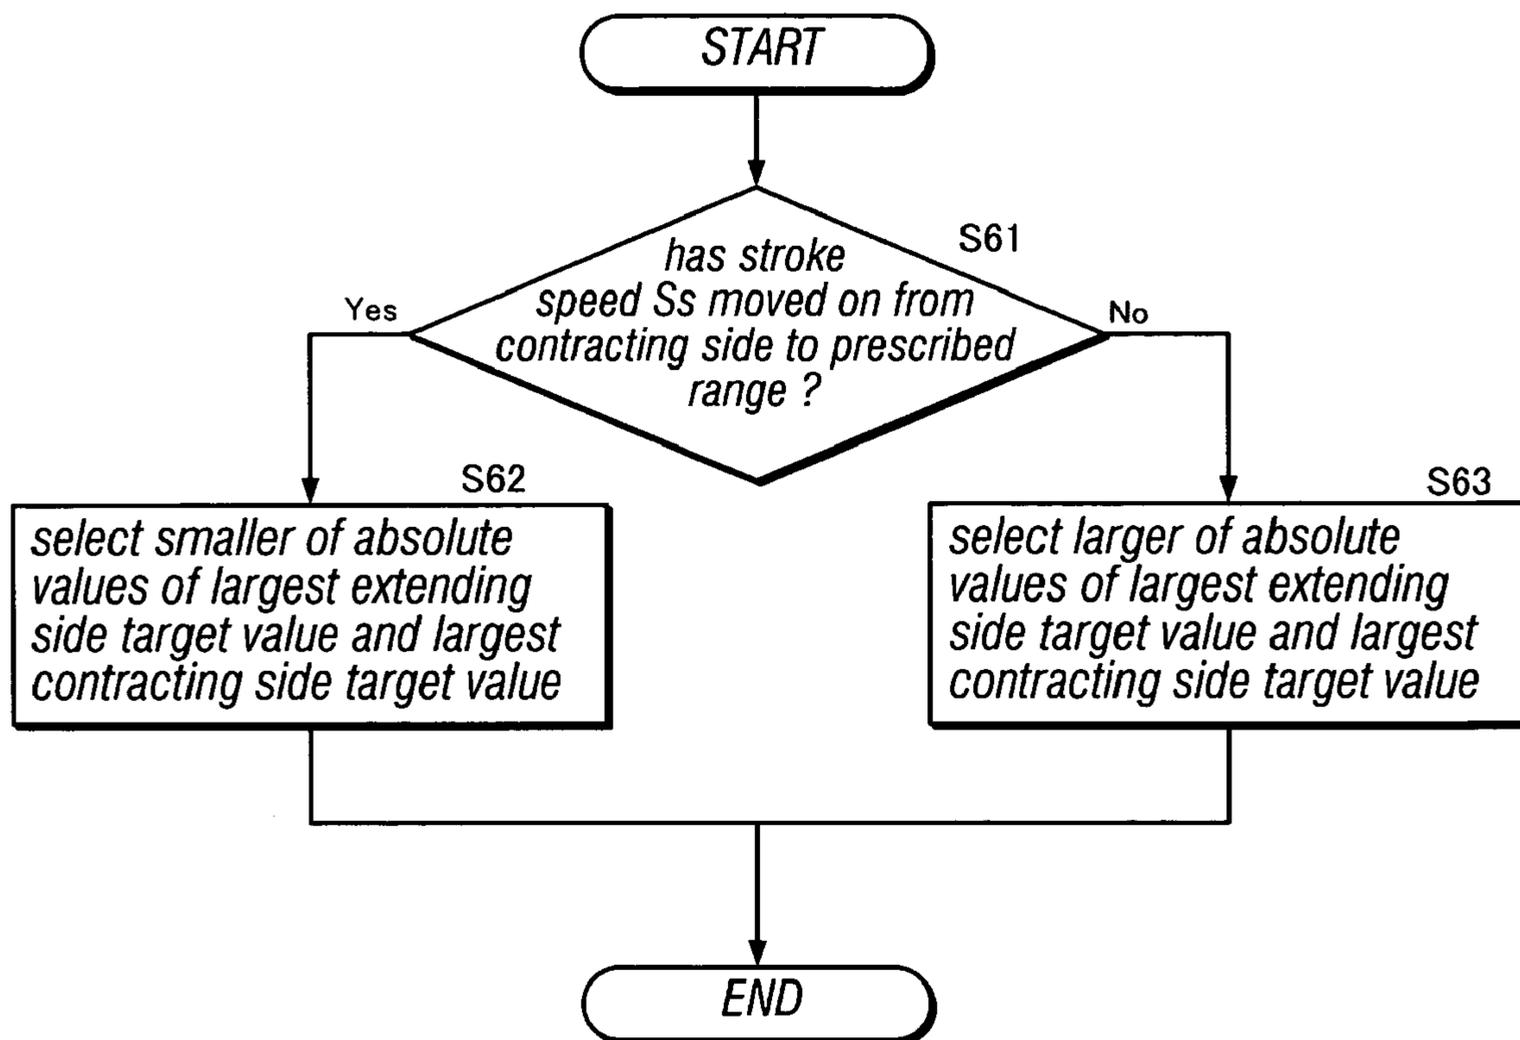 START
S61
has stroke
speed Ss moved on from
contracting side to prescribed
range ?
Yes
No
S62
select smaller of absolute
values of largest extending
side target value and largest
contracting side target value
S63
select larger of absolute
values of largest extending
side target value and largest
contracting side target value
END